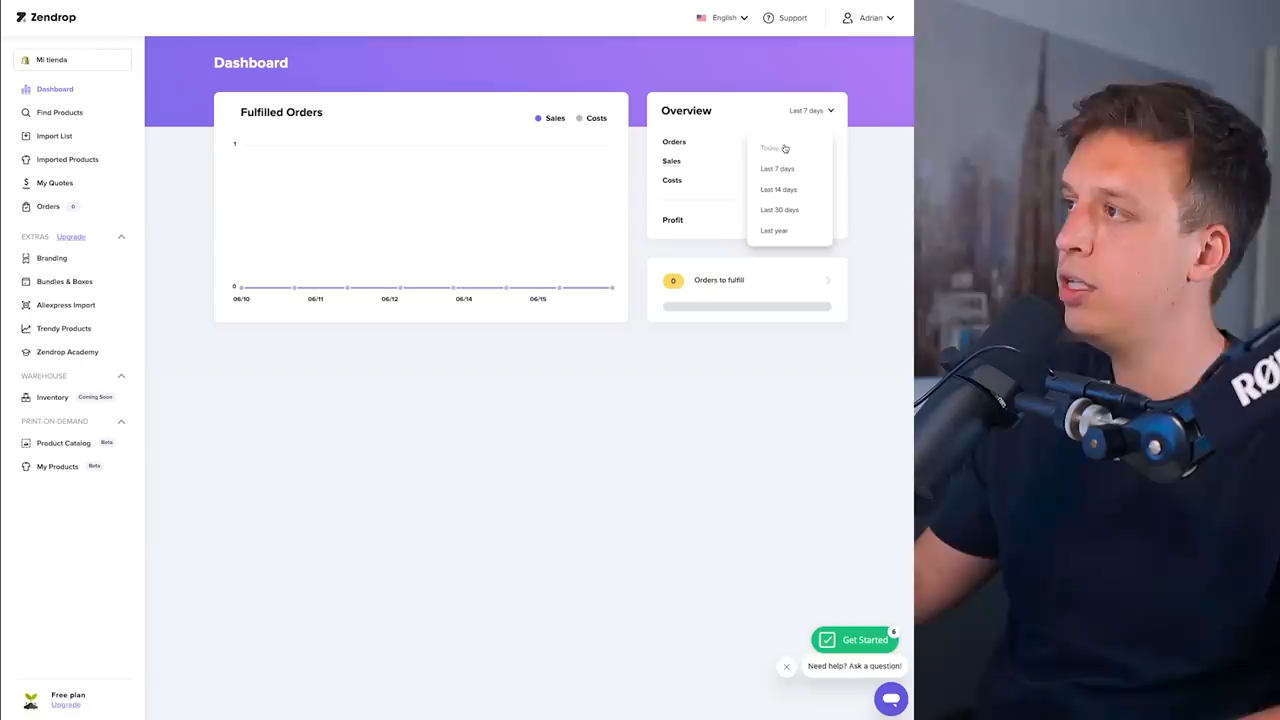 Zendrop
English
Support
Adrian
Mi tienda
Dashboard
Find Products
Import List
Imported Products
My Quotes
Orders 0
EXTRAS Upgrade
Branding
Bundles & Boxes
Aliexpress Import
Trendy Products
Zendrop Academy
WAREHOUSE
Inventory Coming Soon
PRINT-ON-DEMAND
Product Catalog Beta
My Products Beta
Free plan
Upgrade
Dashboard
Fulfilled Orders
Sales Costs
1
0
06/10 06/11 06/12 06/14 06/15
Overview Last 7 days
Orders
Sales
Costs
Profit
Today
Last 7 days
Last 14 days
Last 30 days
Last year
0 Orders to fulfill
Get Started 6
Need help? Ask a question!
RØ